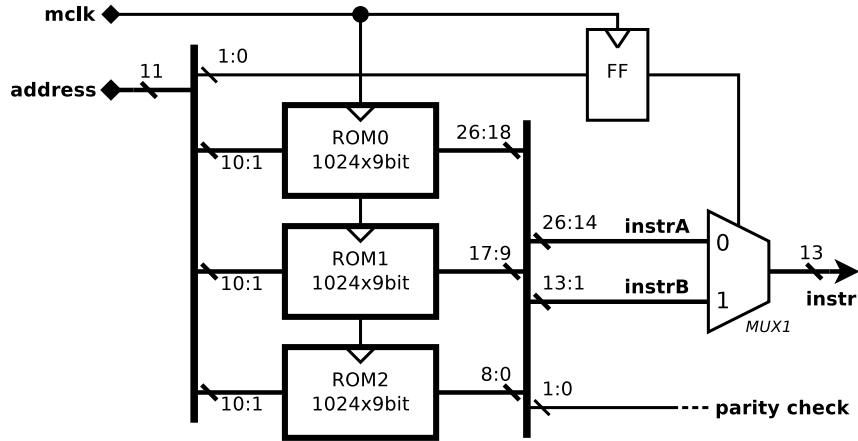 mclk
11
1:0
FF
address
ROM0
1024x9bit
26:18
10:1
26:14
instrA
0
13
ROM1
1024x9bit
17:9
10:1
13:1
instrB
1
instr
MUX1
ROM2
1024x9bit
8:0
10:1
1:0
parity check